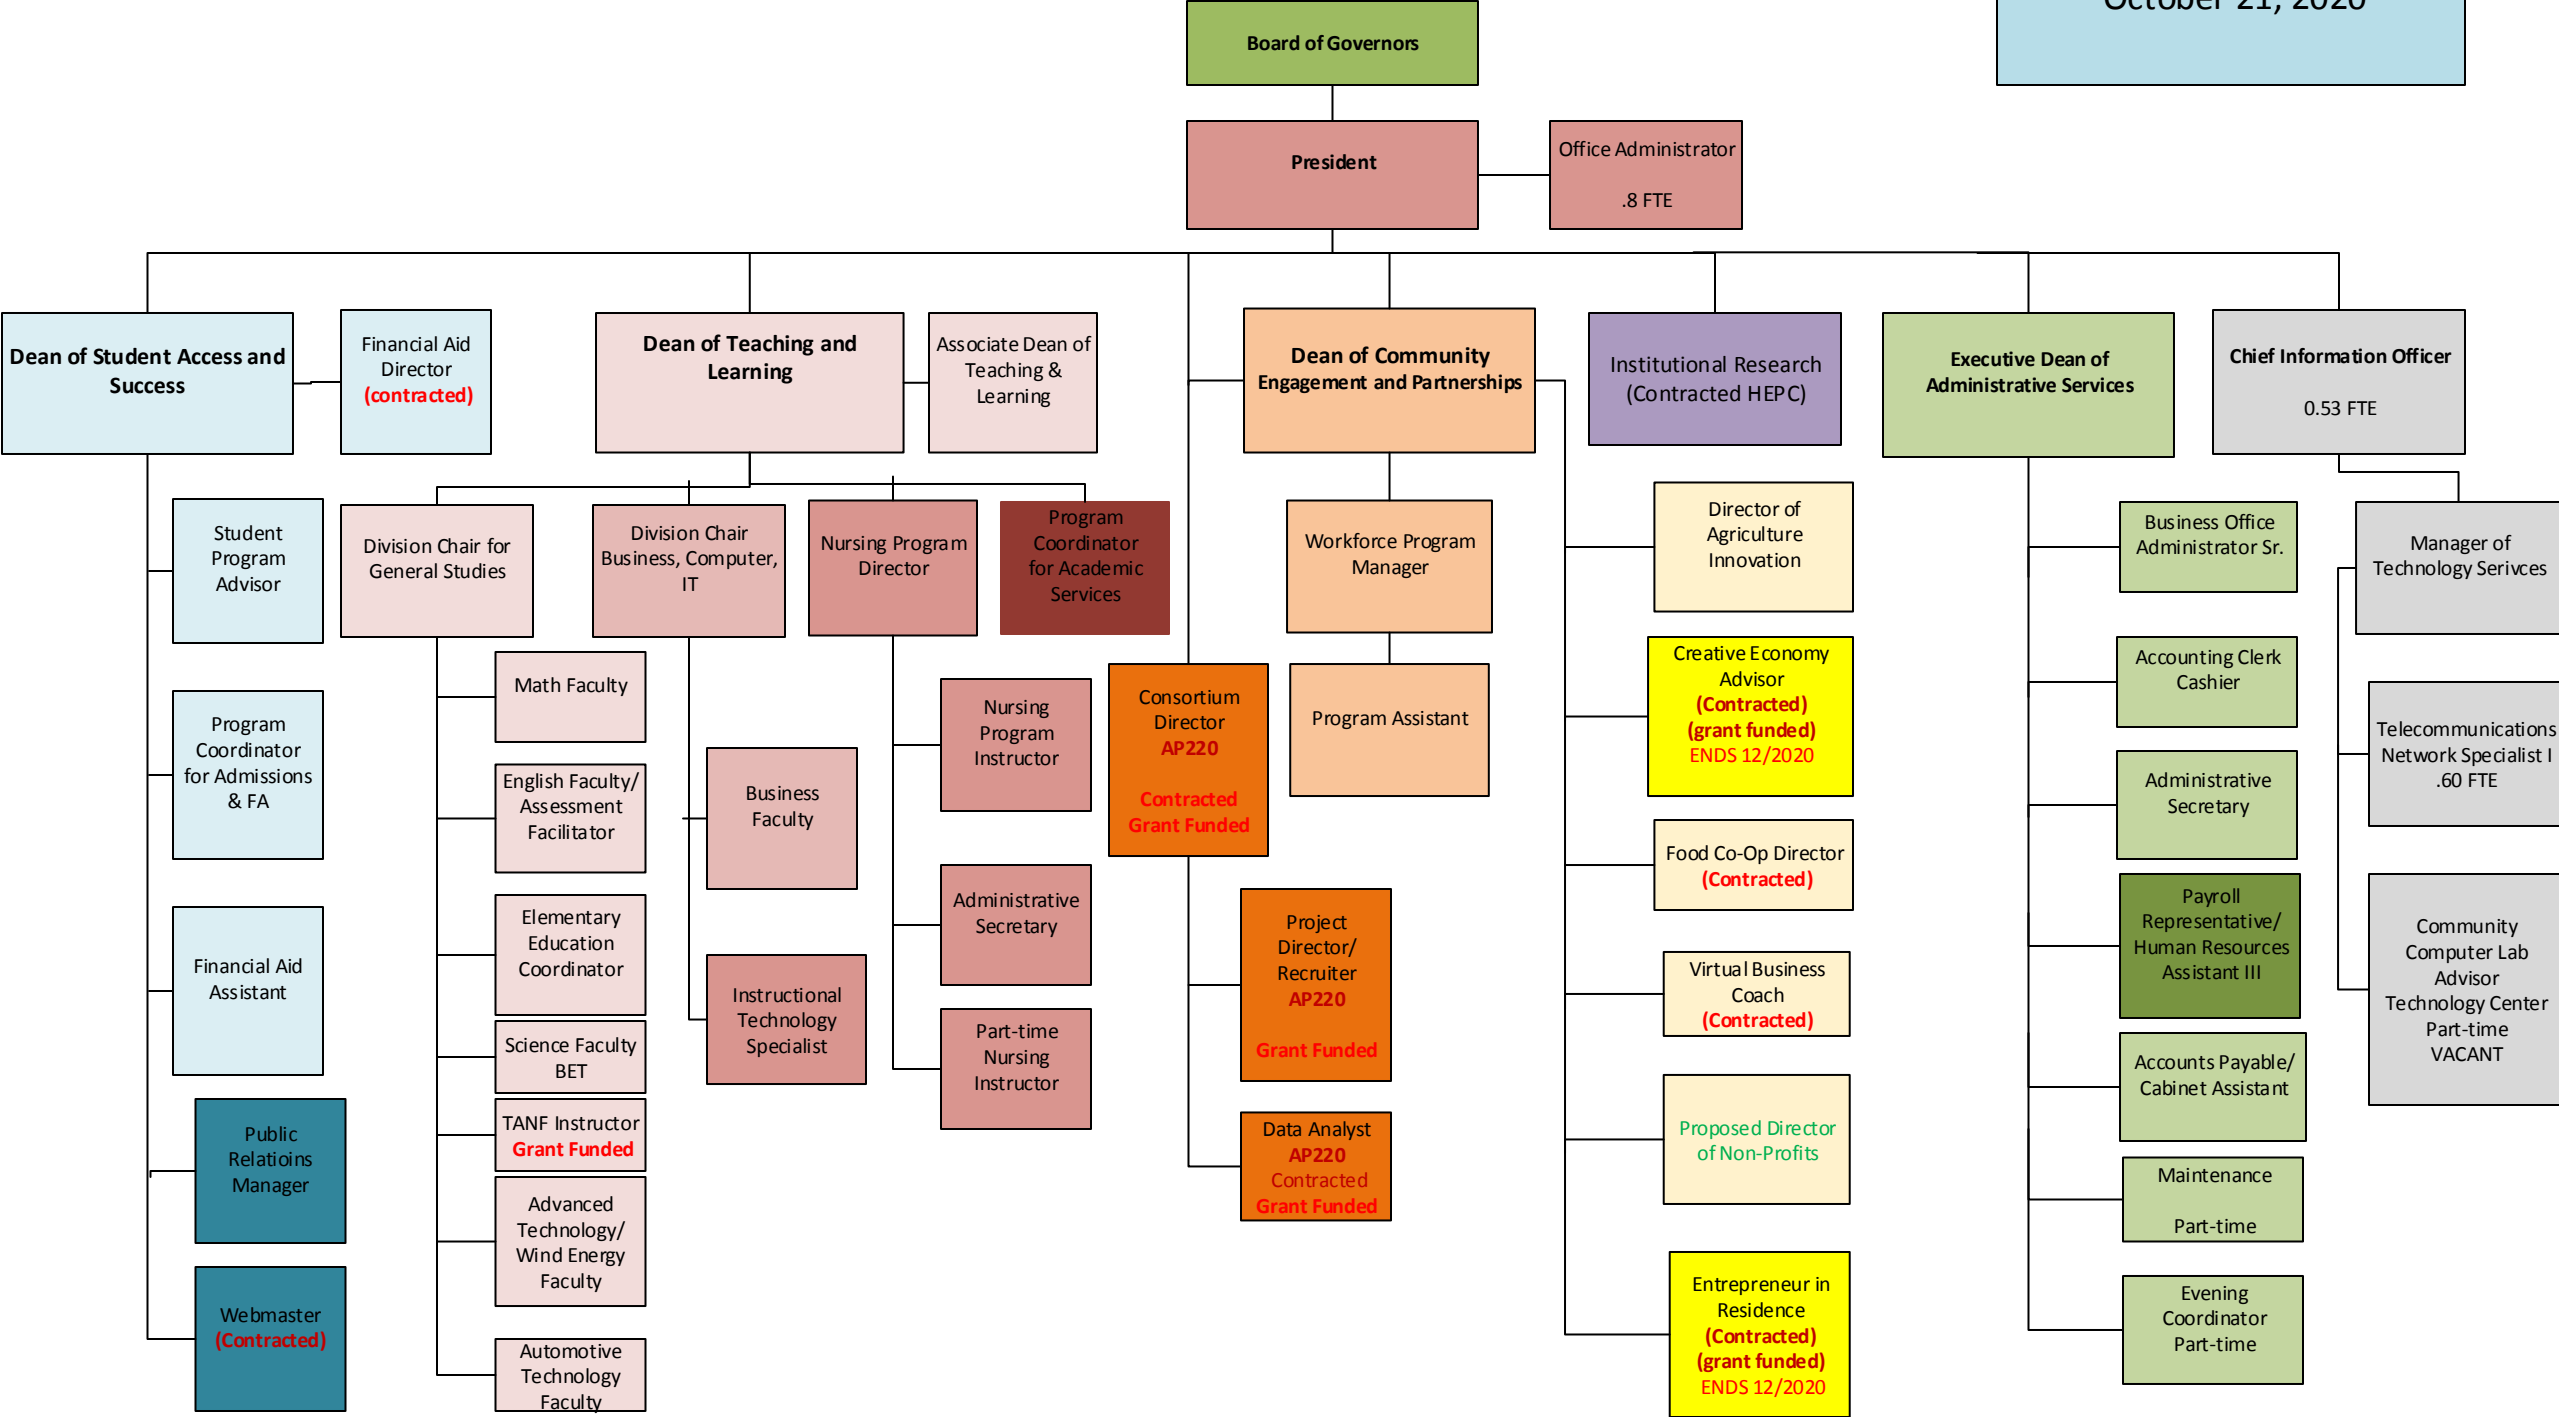 October 21, 2020
Board of Governors
President
Office Administrator
.8 FTE
Dean of Student Access and
Success
Financial Aid
Director
(contracted)
Dean of Teaching and
Learning
Associate Dean of
Teaching &
Learning
Dean of Community
Engagement and Partnerships
Institutional Research
(Contracted HEPC)
Executive Dean of
Administrative Services
Chief Information Officer
0.53 FTE
Student
Program
Advisor
Program
Coordinator
for Admissions
& FA
Financial Aid
Assistant
Public
Relatioins
Manager
Webmaster
(Contracted)
Division Chair for
General Studies
Math Faculty
English Faculty/
Assessment
Facilitator
Elementary
Education
Coordinator
Science Faculty
BET
TANF Instructor
Grant Funded
Advanced
Technology/
Wind Energy
Faculty
Automotive
Technology
Faculty
Division Chair
Business, Computer,
IT
Business
Faculty
Instructional
Technology
Specialist
Nursing Program
Director
Nursing
Program
Instructor
Administrative
Secretary
Part-time
Nursing
Instructor
Program
Coordinator
for Academic
Services
Consortium
Director
AP220
Contracted
Grant Funded
Project
Director/
Recruiter
AP220
Grant Funded
Data Analyst
AP220
Contracted
Grant Funded
Workforce Program
Manager
Program Assistant
Director of
Agriculture
Innovation
Creative Economy
Advisor
(Contracted)
(grant funded)
ENDS 12/2020
Food Co-Op Director
(Contracted)
Virtual Business
Coach
(Contracted)
Proposed Director
of Non-Profits
Entrepreneur in
Residence
(Contracted)
(grant funded)
ENDS 12/2020
Business Office
Administrator Sr.
Accounting Clerk
Cashier
Administrative
Secretary
Payroll
Representative/
Human Resources
Assistant III
Accounts Payable/
Cabinet Assistant
Maintenance
Part-time
Evening
Coordinator
Part-time
Manager of
Technology Serivces
Telecommunications
Network Specialist I
.60 FTE
Community
Computer Lab
Advisor
Technology Center
Part-time
VACANT